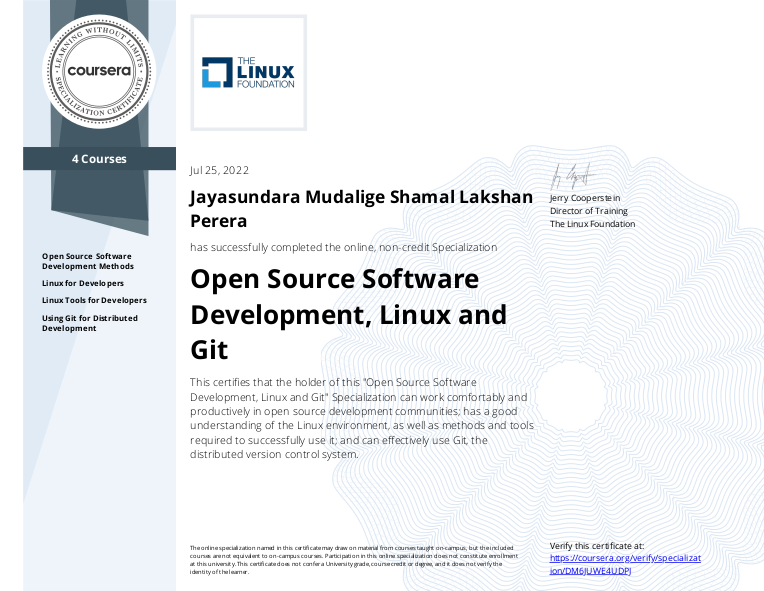 LEARNING WITHOUT LIMITS
coursera
SPECIALIZATION CERTIFICATE
4 Courses
Open Source Software
Development Methods
Linux for Developers
Linux Tools for Developers
Using Git for Distributed
Development
THE
LINUX
FOUNDATION
Jul 25, 2022
Jayasundara Mudalige Shamal Lakshan
Perera
has successfully completed the online, non-credit Specialization
Open Source Software
Development, Linux and
Git
This certifies that the holder of this "Open Source Software
Development, Linux and Git" Specialization can work comfortably and
productively in open source development communities; has a good
understanding of the Linux environment, as well as methods and tools
required to successfully use it; and can effectively use Git, the
distributed version control system.
Jerry Cooperstein
Director of Training
The Linux Foundation
The online specialization named in this certificate may draw on material from courses taught on-campus, but the included
courses are not equivalent to on-campus courses. Participation in this online specialization does not constitute enrollment
at this university. This certificate does not confer a University grade, course credit or degree, and it does not verify the
identity of the learner.
Verify this certificate at:
https://coursera.org/verify/specializat
ion/DM6JUWE4UDPJ